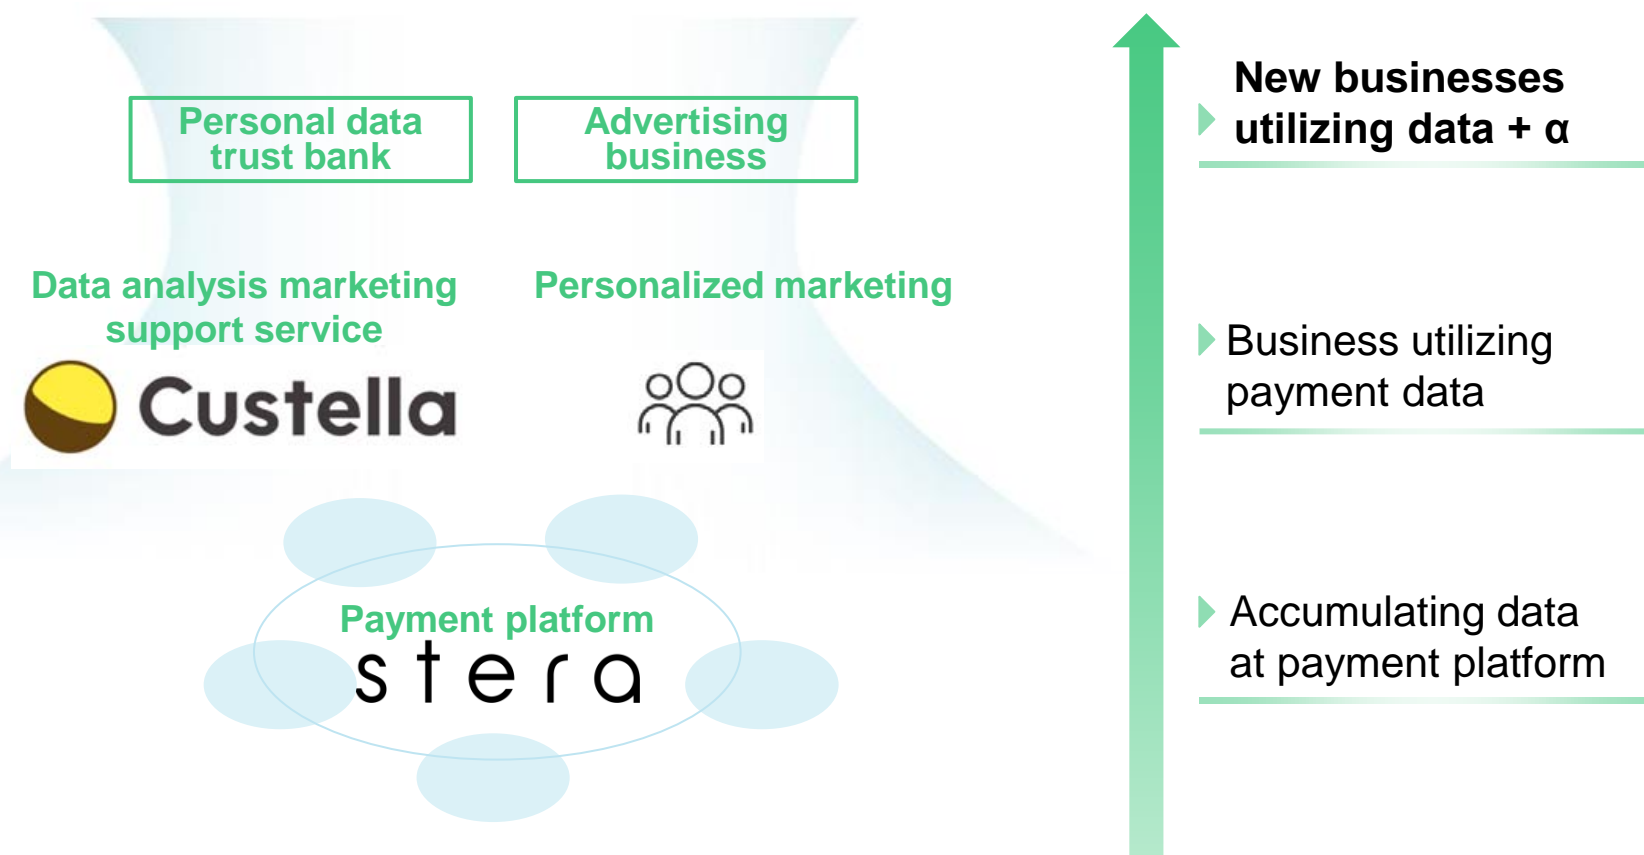 Personal data
trust bank
Advertising
business
New businesses
utilizing data + α
Data analysis marketing
support service
Custella
Personalized marketing
Business utilizing
payment data
Payment platform
stera
Accumulating data
at payment platform